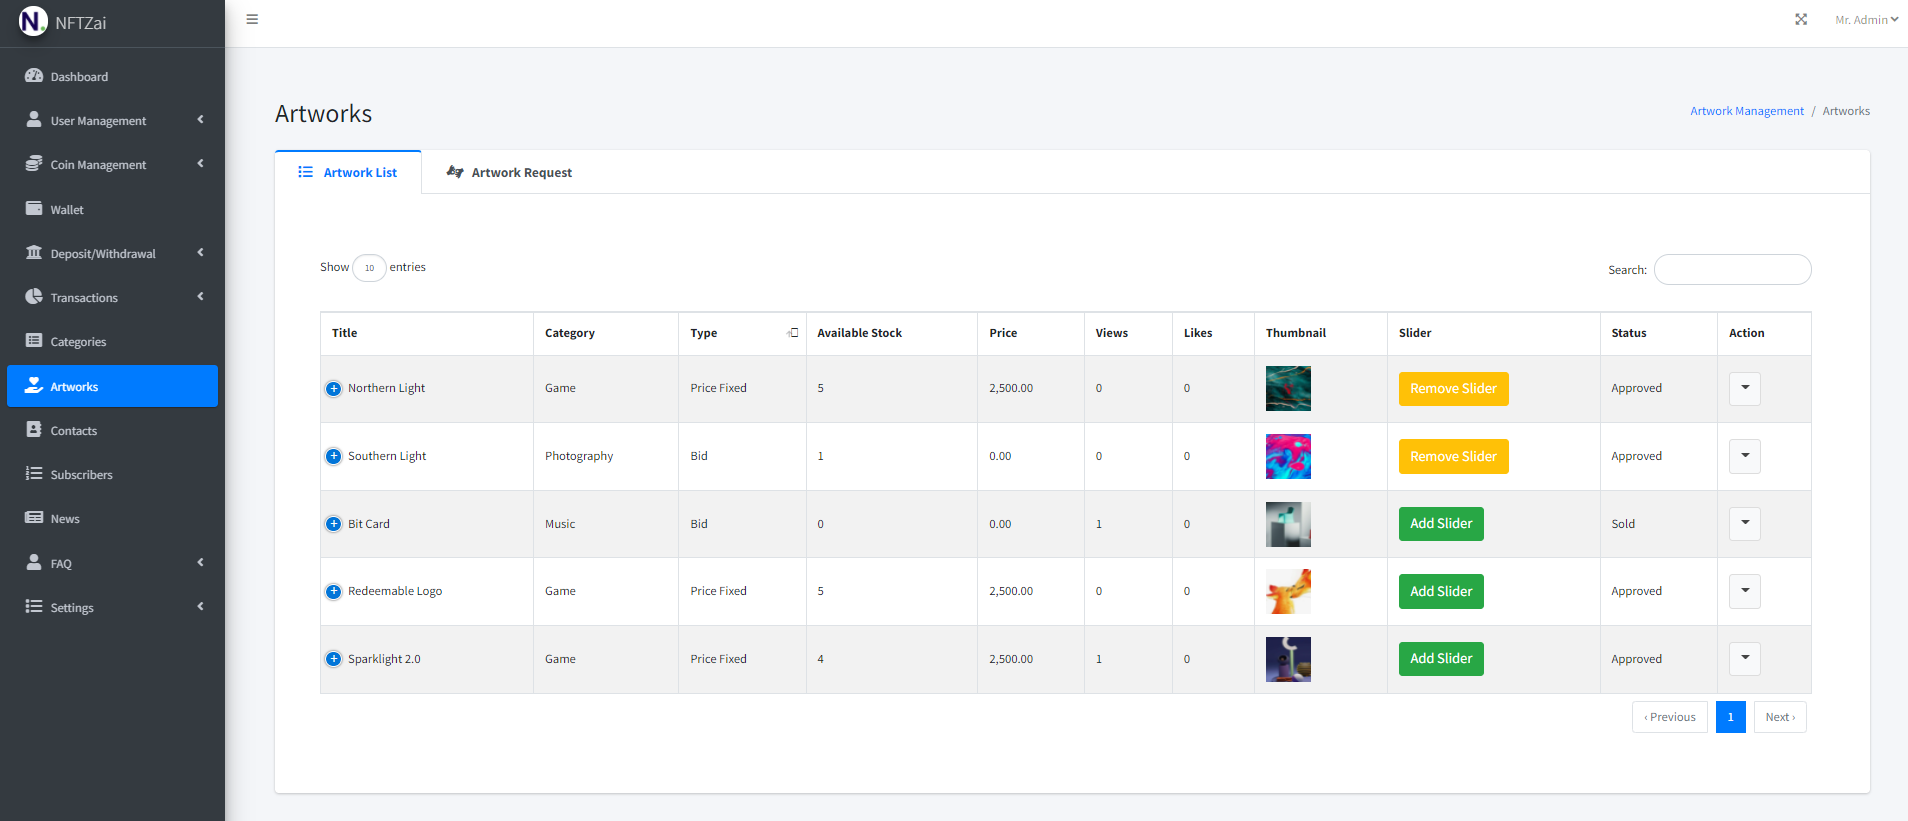 N. NFTZai
Mr. Admin
Dashboard
User Management
Coin Management
Wallet
Deposit/Withdrawal
Transactions
Categories
Artworks
Contacts
Subscribers
News
FAQ
Settings
Artworks
Artwork Management / Artworks
Artwork List Artwork Request
Show 10 entries Search:
Title Category Type Available Stock Price Views Likes Thumbnail Slider Status Action
Northern Light Game Price Fixed 5 2,500.00 0 0 Remove Slider Approved
Southern Light Photography Bid 1 0.00 0 0 Remove Slider Approved
Bit Card Music Bid 0 0.00 1 0 Add Slider Sold
Redeemable Logo Game Price Fixed 5 2,500.00 0 0 Add Slider Approved
Sparklight 2.0 Game Price Fixed 4 2,500.00 1 0 Add Slider Approved
‹ Previous 1 Next ›